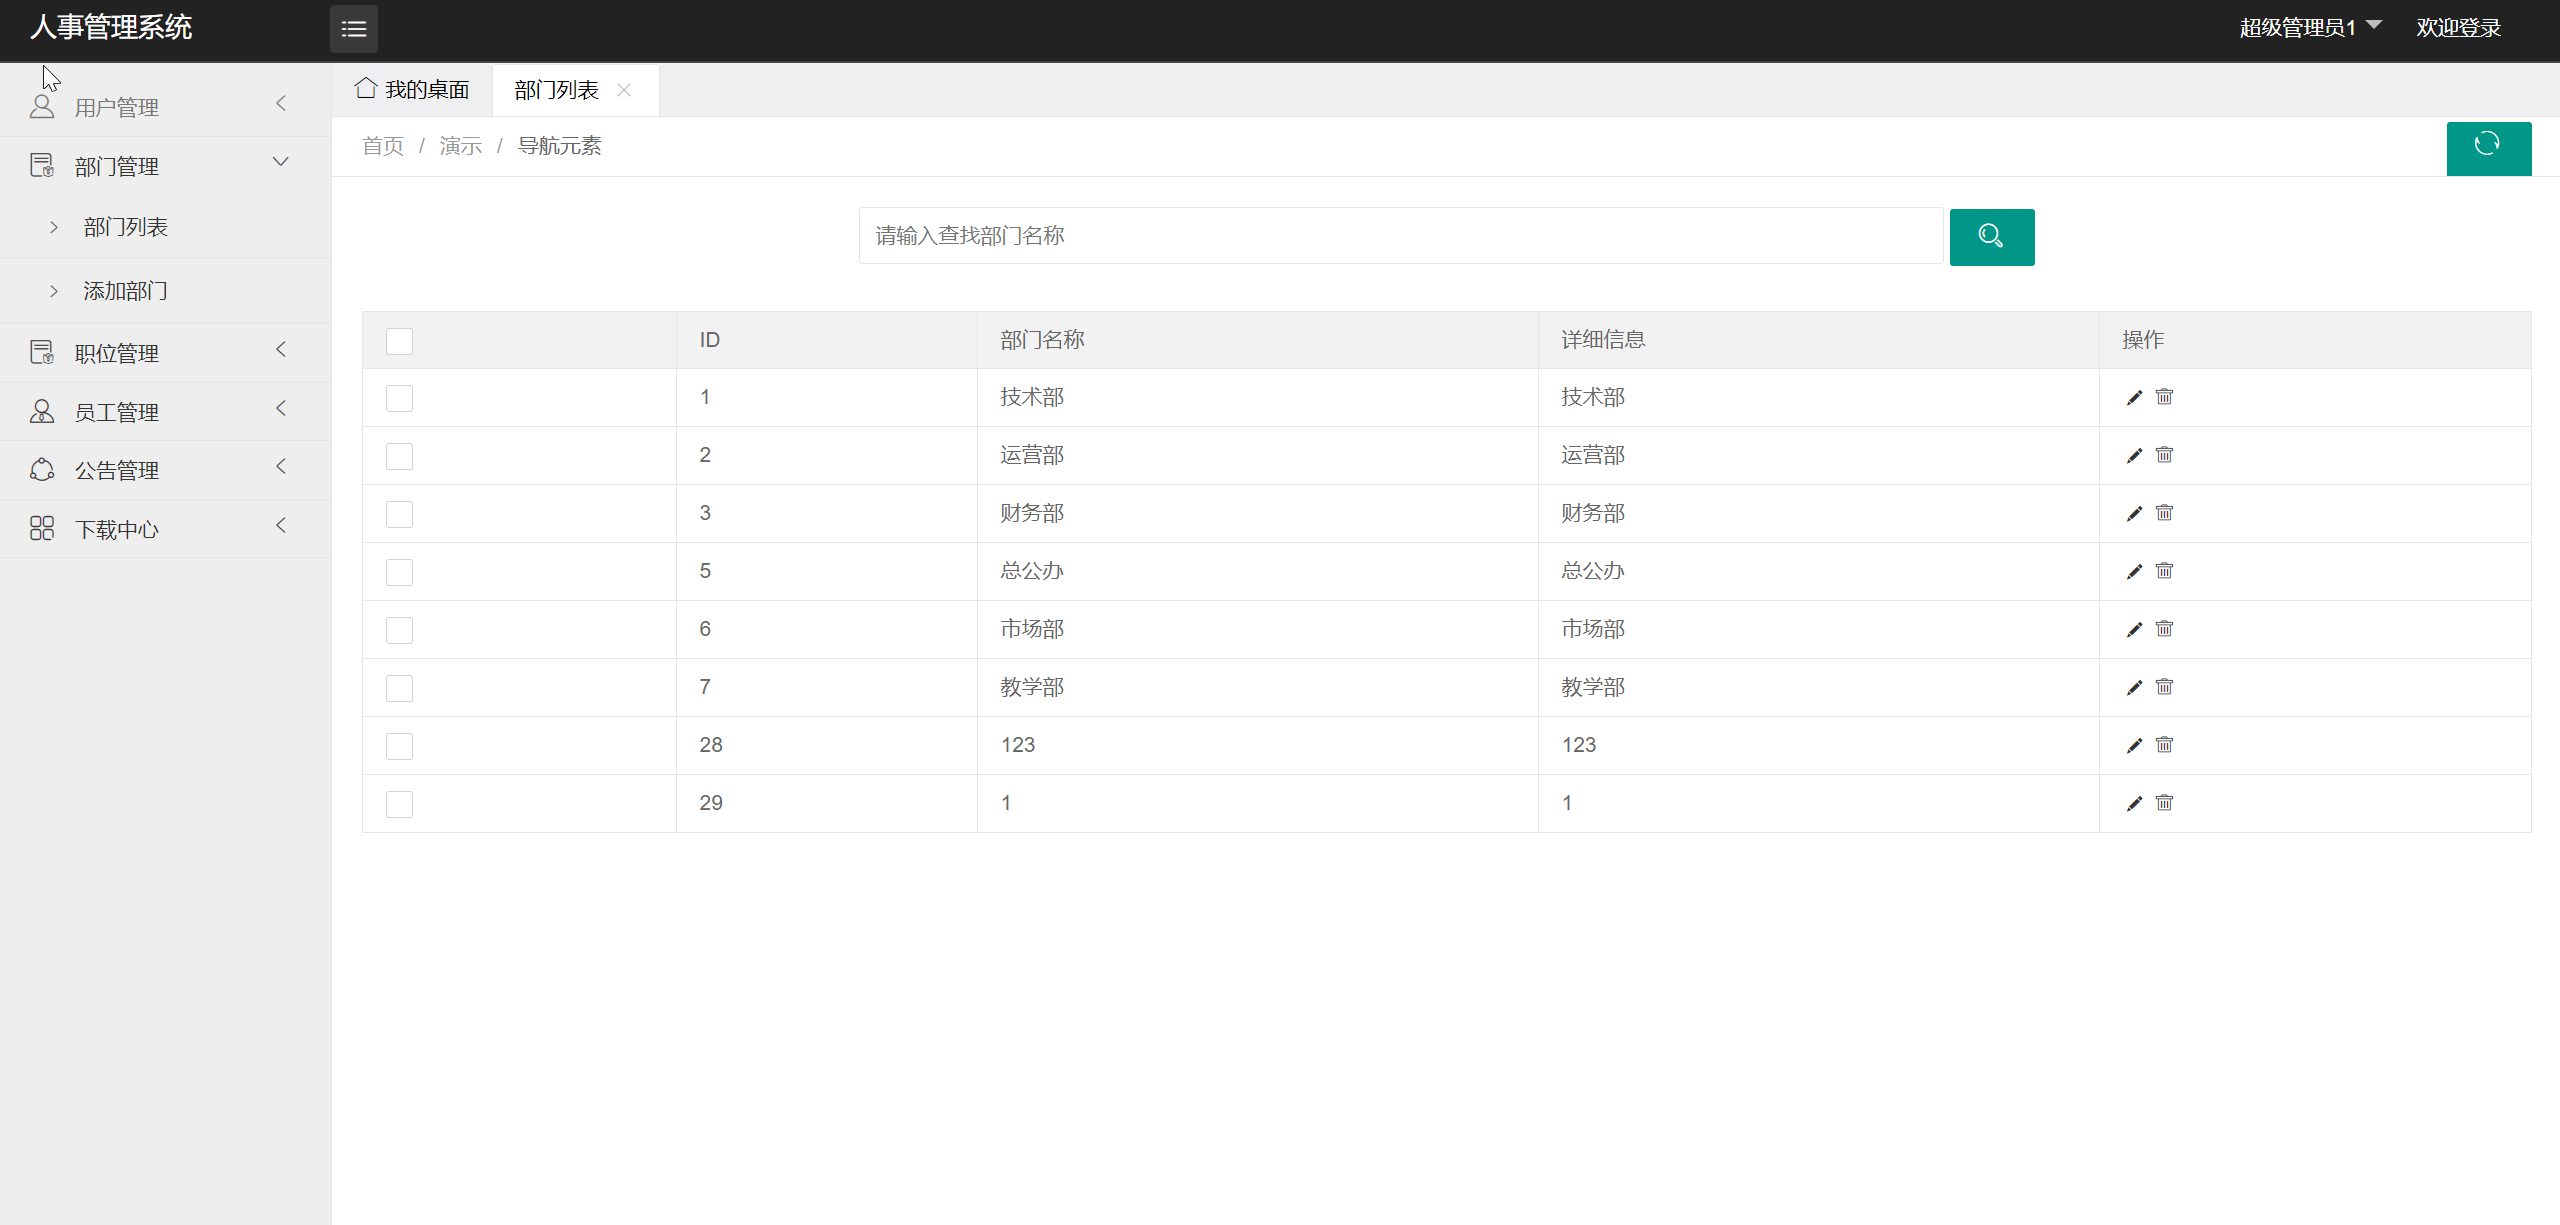 人事管理系统
超级管理员1 欢迎登录
用户管理
部门管理
部门列表
添加部门
职位管理
员工管理
公告管理
下载中心
我的桌面 部门列表
首页 / 演示 / 导航元素
请输入查找部门名称
ID 部门名称 详细信息 操作
1 技术部 技术部
2 运营部 运营部
3 财务部 财务部
5 总公办 总公办
6 市场部 市场部
7 教学部 教学部
28 123 123
29 1 1